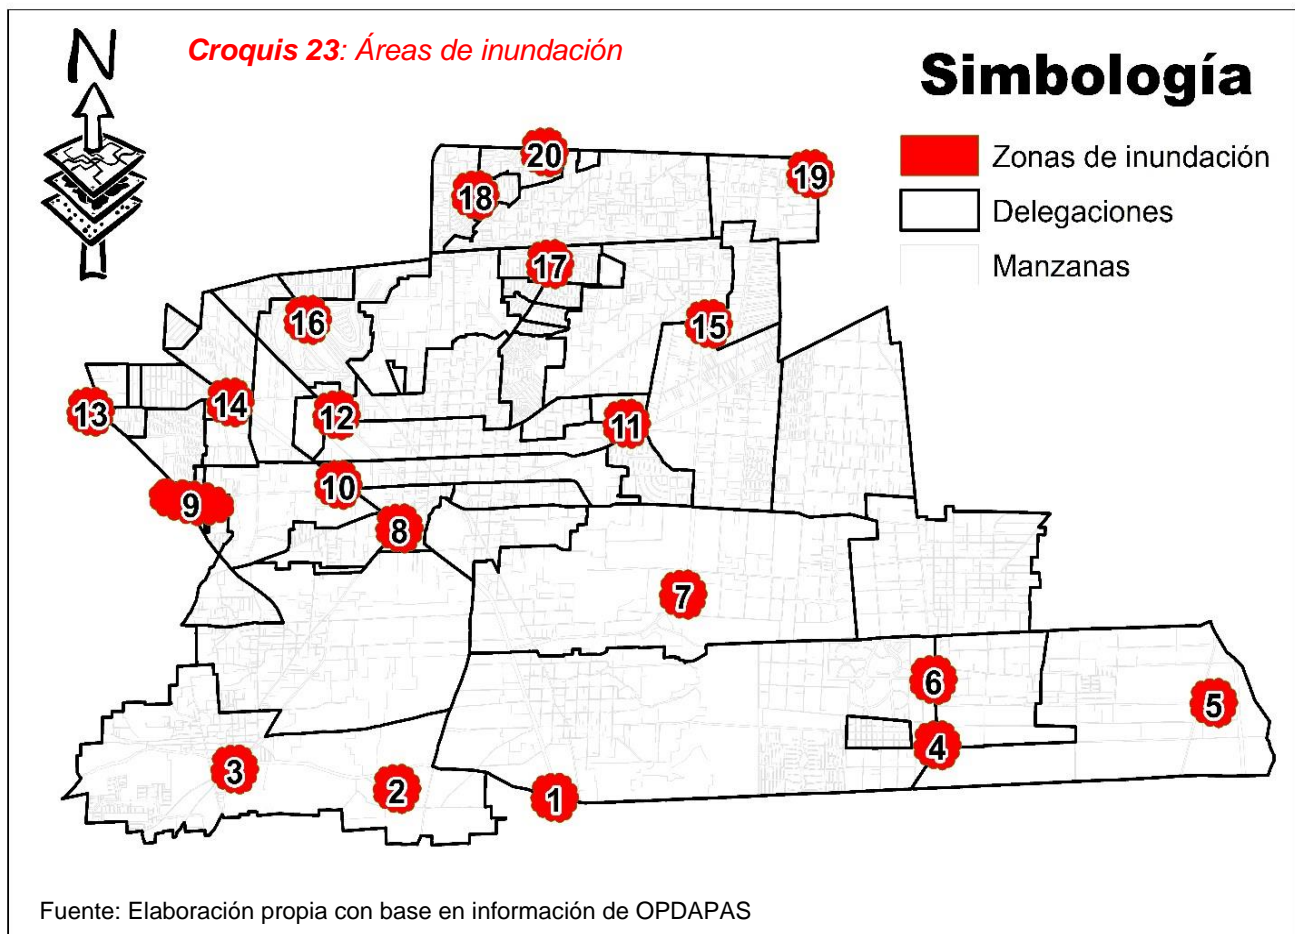 N
Croquis 23: Áreas de inundación
Simbología
Zonas de inundación
Delegaciones
Manzanas
20
19
18
17
15
16
14
13
12
11
10
9
8
7
6
5
4
3
2
1
Fuente: Elaboración propia con base en información de OPDAPAS